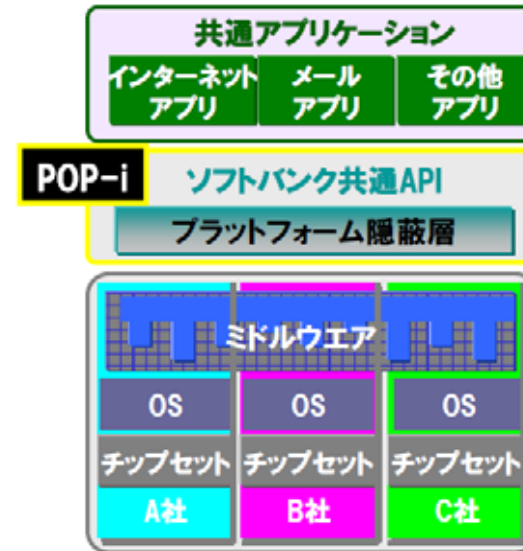 共通アプリケーション
インターネット メール その他
アプリ アプリ アプリ
POP-i ソフトバンク共通API
プラットフォーム隠蔽層
ミドルウエア
OS OS OS
チップセット チップセット チップセット
A社 B社 C社